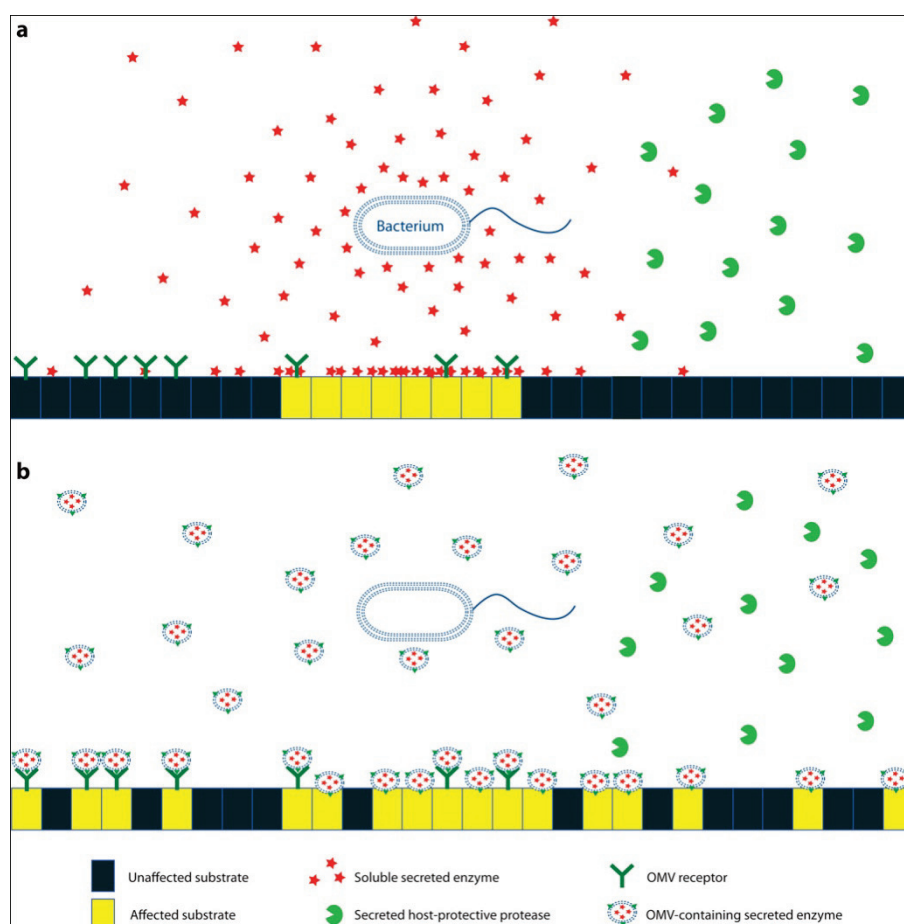 a
Bacterium
b
Unaffected substrate
Soluble secreted enzyme
OMV receptor
Affected substrate
Secreted host-protective protease
OMV-containing secreted enzyme